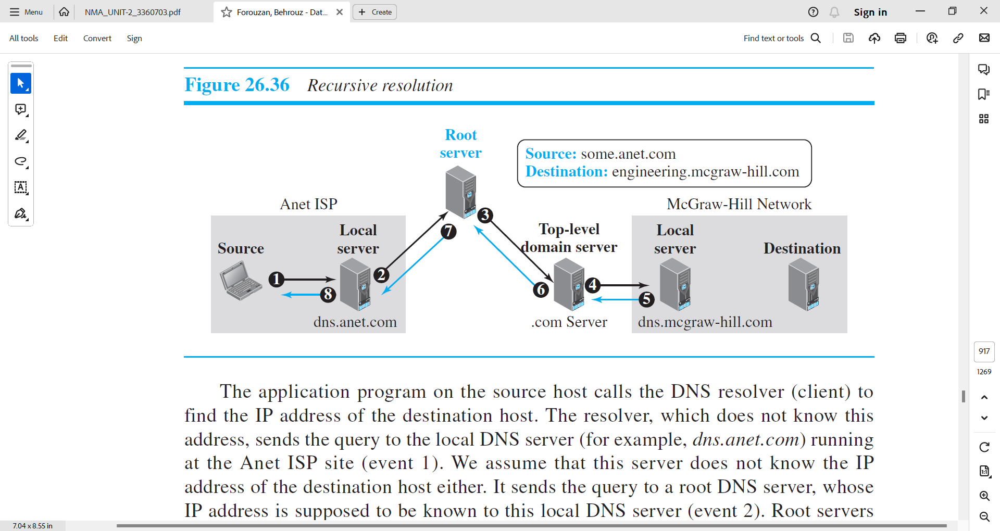 Menu
NMA_UNIT-2_3360703.pdf
Forouzan, Behrouz - Dat...
Create
Sign in
All tools
Edit
Convert
Sign
Find text or tools
Figure 26.36 Recursive resolution
Root
server
Source: some.anet.com
Destination: engineering.mcgraw-hill.com
Anet ISP
McGraw-Hill Network
Source
Local
server
Top-level
domain server
Local
server
Destination
1
2
3
4
5
6
7
8
dns.anet.com
.com Server
dns.mcgraw-hill.com
The application program on the source host calls the DNS resolver (client) to
find the IP address of the destination host. The resolver, which does not know this
address, sends the query to the local DNS server (for example, dns.anet.com) running
at the Anet ISP site (event 1). We assume that this server does not know the IP
address of the destination host either. It sends the query to a root DNS server, whose
IP address is supposed to be known to this local DNS server (event 2). Root servers
917
1269
1:1
7.04 x 8.55 in